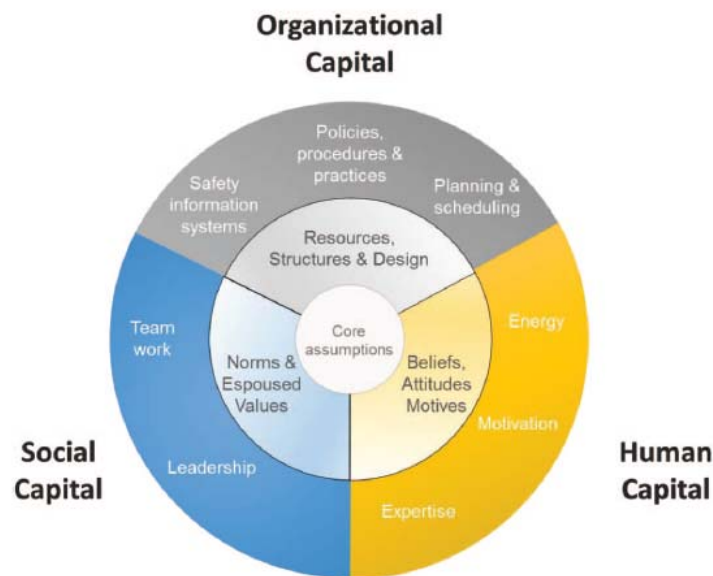 Organizational
Capital
Policies,
procedures &
practices
Safety
information
systems
Planning &
scheduling
Resources,
Structures & Design
Team
work
Energy
Core
assumptions
Norms &
Espoused
Values
Beliefs,
Attitudes
Motives
Motivation
Leadership
Expertise
Social
Capital
Human
Capital